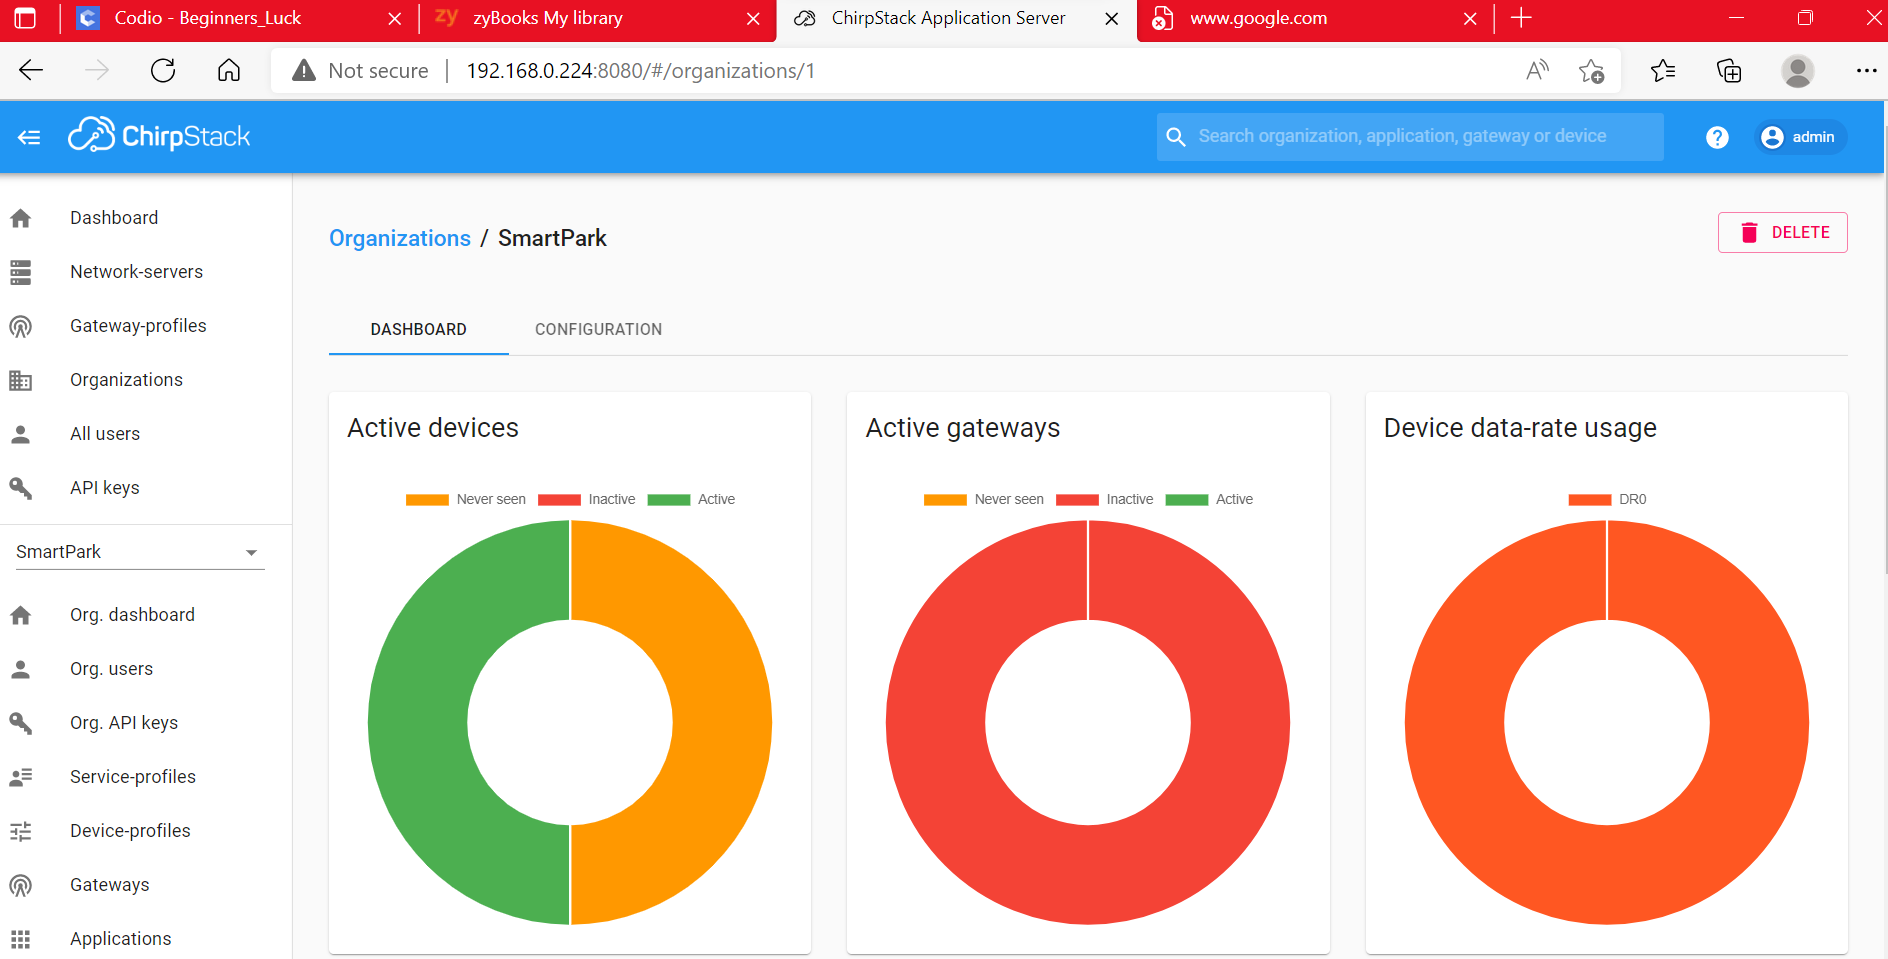 Codio - Beginners_Luck
zy zyBooks My library
ChirpStack Application Server
www.google.com
Not secure 192.168.0.224:8080/#/organizations/1
ChirpStack
Search organization, application, gateway or device
admin
Dashboard
Network-servers
Gateway-profiles
Organizations
All users
API keys
SmartPark
Org. dashboard
Org. users
Org. API keys
Service-profiles
Device-profiles
Gateways
Applications
Organizations / SmartPark
DELETE
DASHBOARD CONFIGURATION
Active devices
Never seen Inactive Active
Active gateways
Never seen Inactive Active
Device data-rate usage
DR0